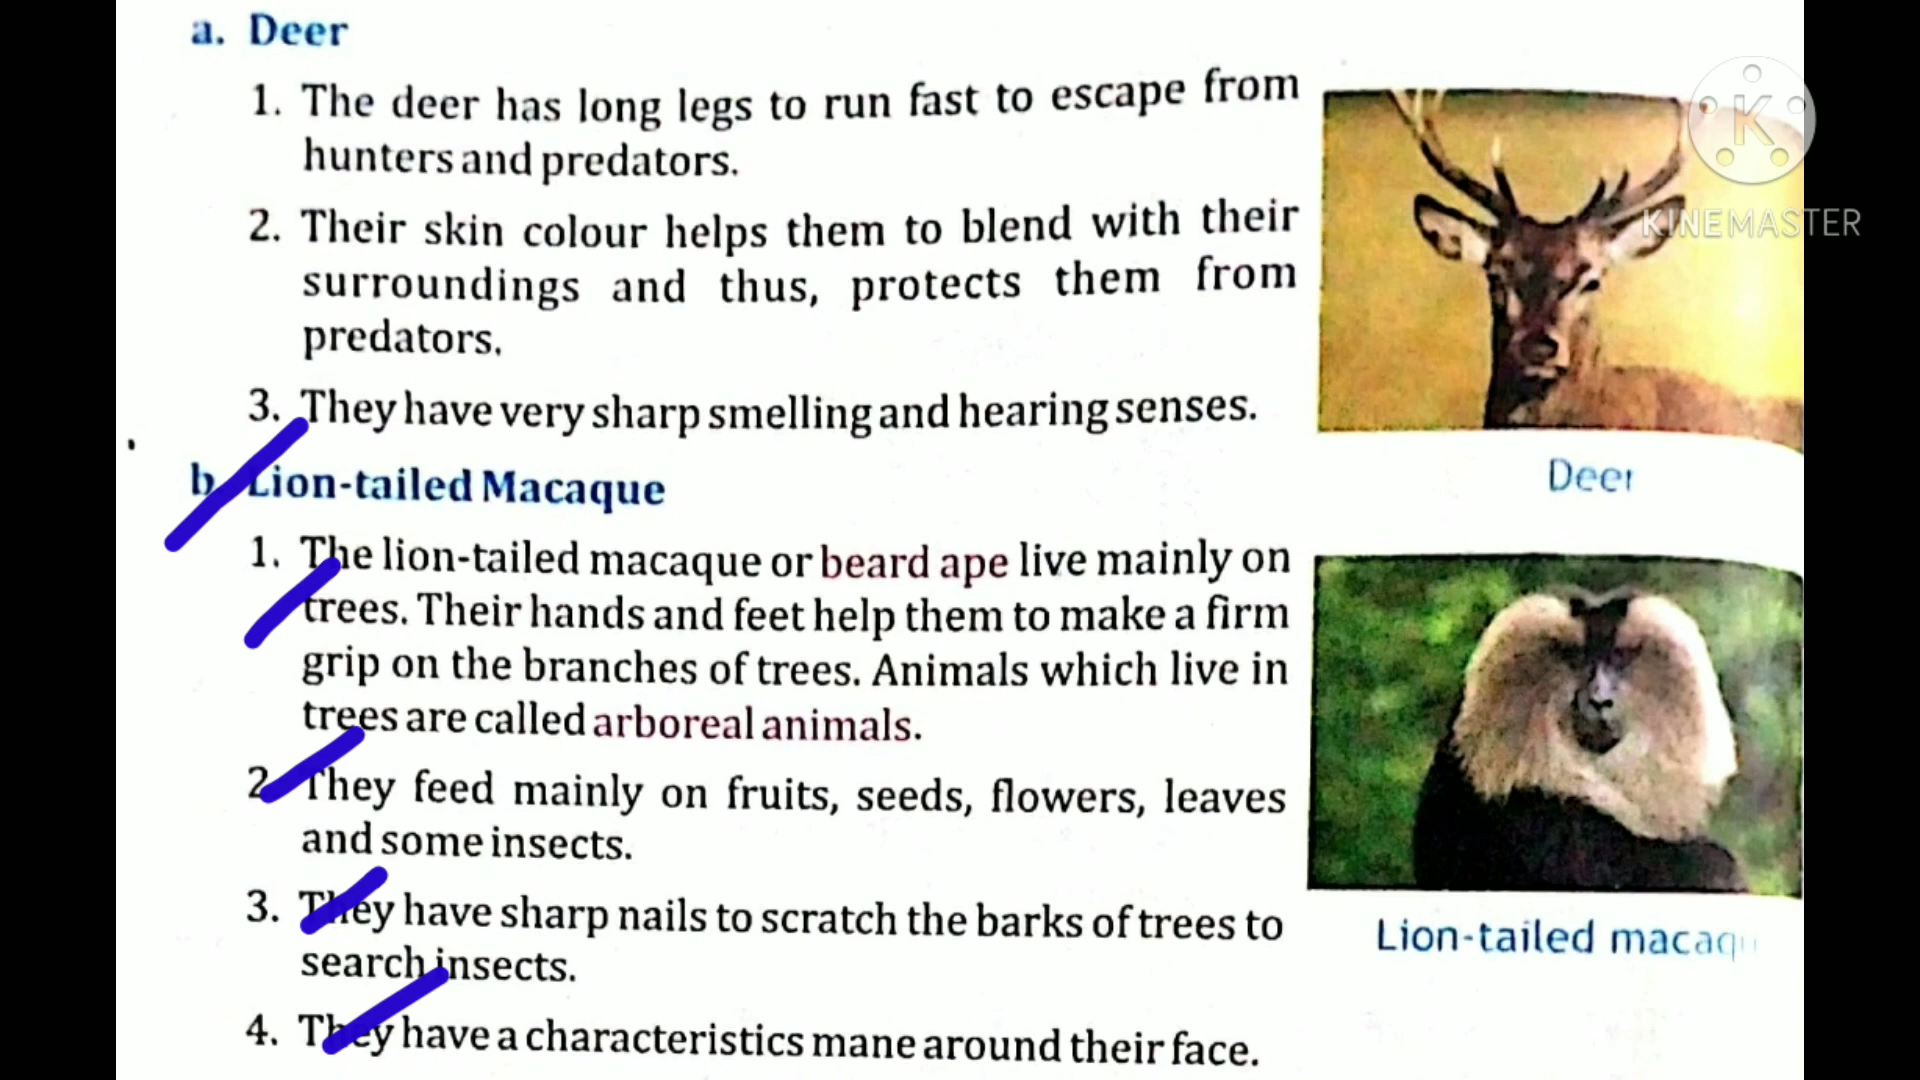 a. Deer
1. The deer has long legs to run fast to escape from
hunters and predators.
2. Their skin colour helps them to blend with their
surroundings and thus, protects them from
predators.
3. They have very sharp smelling and hearing senses.
K
KINEMASTER
Deer
b. Lion-tailed Macaque
1. The lion-tailed macaque or beard ape live mainly on
trees. Their hands and feet help them to make a firm
grip on the branches of trees. Animals which live in
trees are called arboreal animals.
2. They feed mainly on fruits, seeds, flowers, leaves
and some insects.
3. They have sharp nails to scratch the barks of trees to
search insects.
4. They have a characteristics mane around their face.
Lion-tailed macaqu